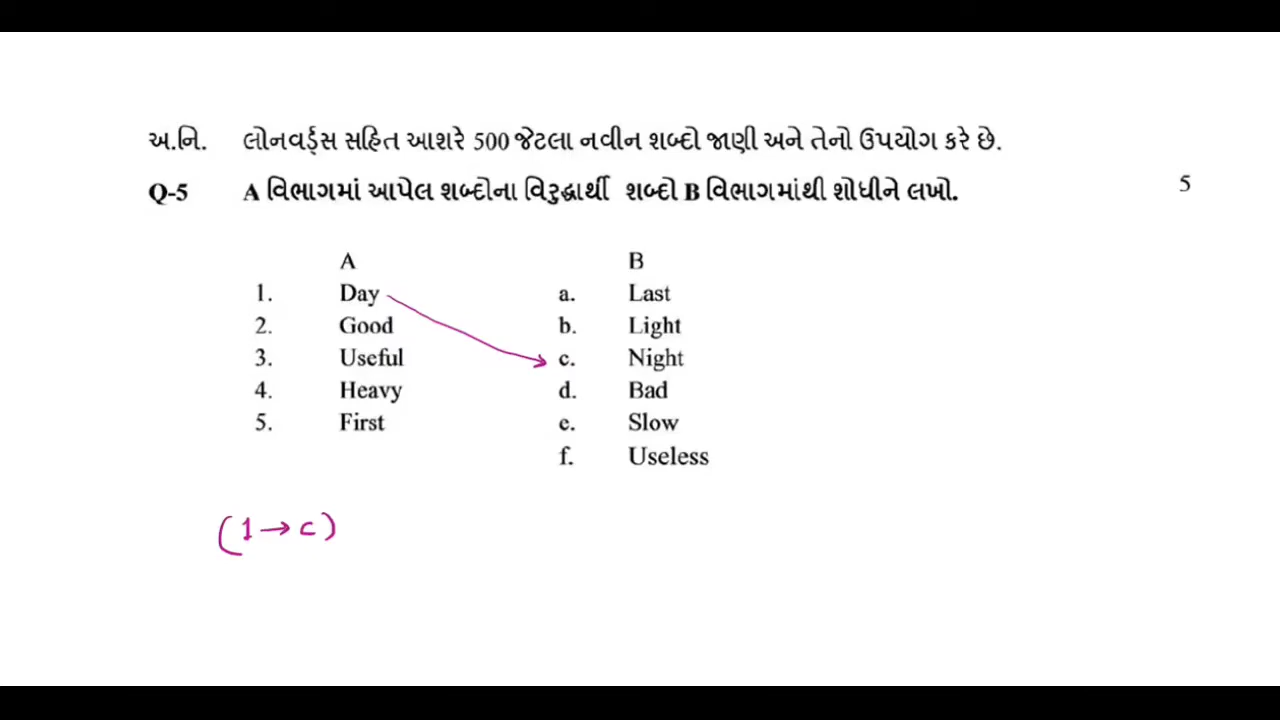 અ.નિ. લોનવર્ડ્સ સહિત આશરે 500 જેટલા નવીન શબ્દો જાણી અને તેનો ઉપયોગ કરે છે.
Q-5 A વિભાગમાં આપેલ શબ્દોના વિરુદ્ધાર્થી શબ્દો B વિભાગમાંથી શોધીને લખો. 5
A B
1. Day a. Last
2. Good b. Light
3. Useful c. Night
4. Heavy d. Bad
5. First e. Slow
f. Useless
(1→c)